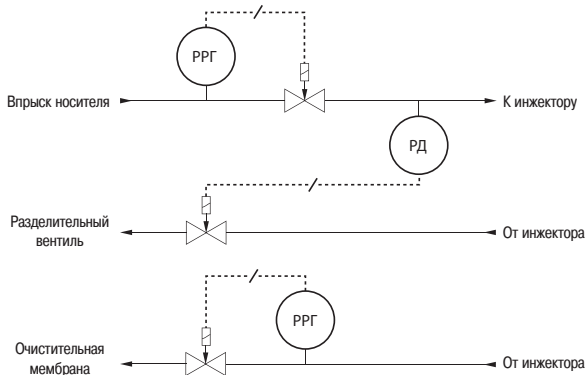 РРГ
Впрыск носителя
К инжектору
РД
Разделительный
вентиль
От инжектора
РРГ
Очистительная
мембрана
От инжектора